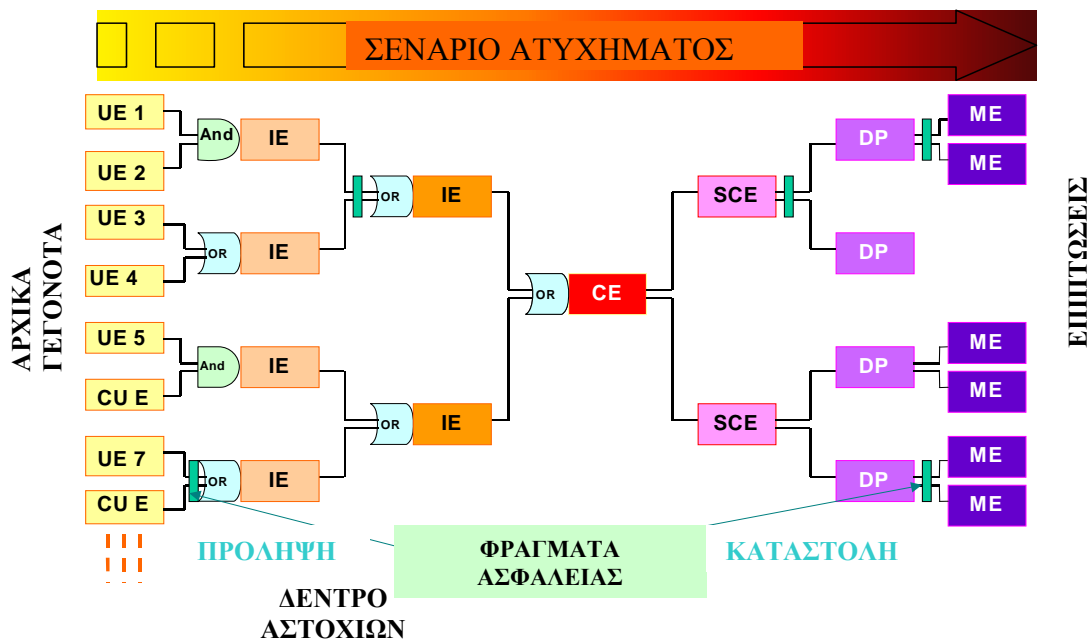 ΣΕΝΑΡΙΟ ΑΤΥΧΗΜΑΤΟΣ
UE 1
And
IE
UE 2
UE 3
OR
IE
UE 4
OR
IE
UE 5
And
IE
CU E
UE 7
OR
IE
CU E
OR
IE
OR
CE
SCE
DP
ME
ME
DP
SCE
DP
ME
ME
DP
ME
ME
ΑΡΧΙΚΑ
ΓΕΓΟΝΟΤΑ
ΕΠΙΠΤΩΣΕΙΣ
ΠΡΟΛΗΨΗ
ΦΡΑΓΜΑΤΑ
ΑΣΦΑΛΕΙΑΣ
ΚΑΤΑΣΤΟΛΗ
ΔΕΝΤΡΟ
ΑΣΤΟΧΙΩΝ